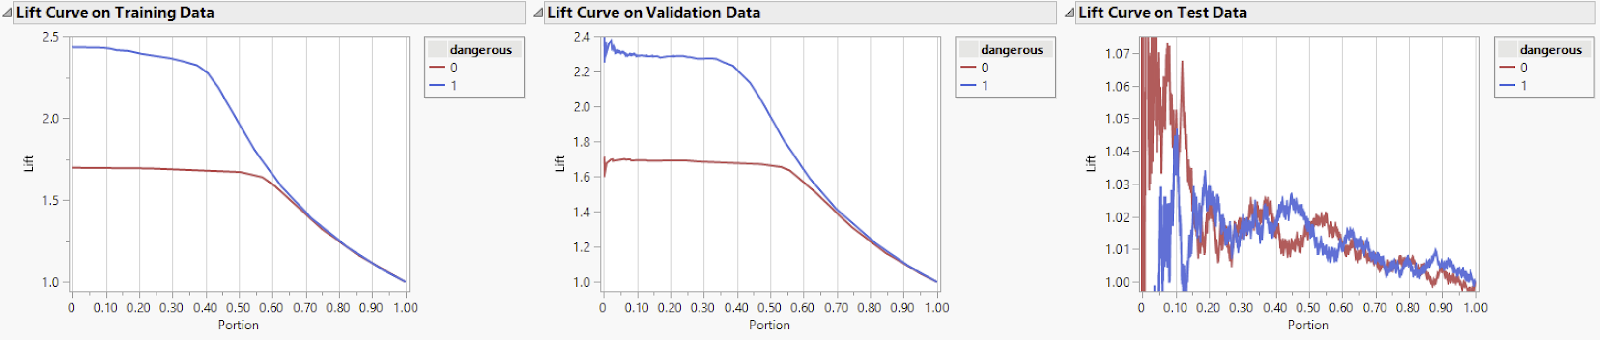 Lift Curve on Training Data
2.5
2.0
1.5
1.0
Lift
0 0.10 0.20 0.30 0.40 0.50 0.60 0.70 0.80 0.90 1.00
Portion
dangerous
0
1
Lift Curve on Validation Data
2.4
2.2
2.0
1.8
1.6
1.4
1.2
1.0
Lift
0 0.10 0.20 0.30 0.40 0.50 0.60 0.70 0.80 0.90 1.00
Portion
dangerous
0
1
Lift Curve on Test Data
1.07
1.06
1.05
1.04
1.03
1.02
1.01
1.00
Lift
0 0.10 0.20 0.30 0.40 0.50 0.60 0.70 0.80 0.90 1.00
Portion
dangerous
0
1